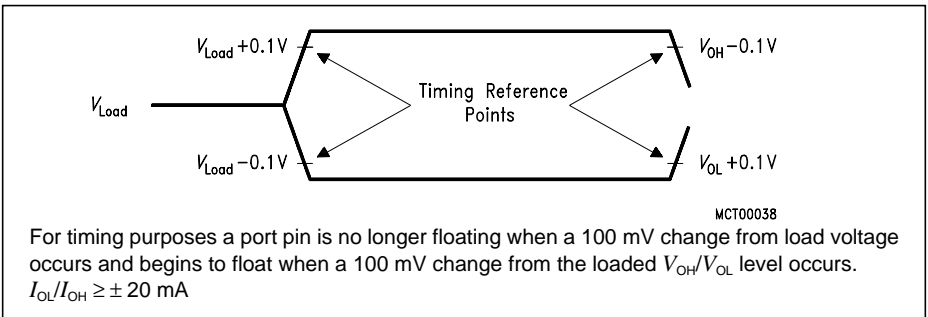 V_Load +0.1V
V_OH −0.1V
V_Load
Timing Reference
Points
V_Load −0.1V
V_OL +0.1V
MCT00038
For timing purposes a port pin is no longer floating when a 100 mV change from load voltage
occurs and begins to float when a 100 mV change from the loaded V_OH/V_OL level occurs.
I_OL/I_OH ≥ ± 20 mA